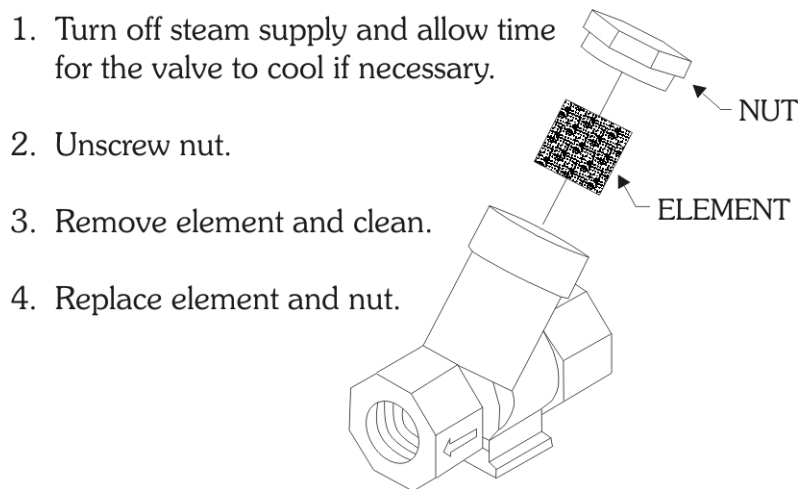 1. Turn off steam supply and allow time
for the valve to cool if necessary.
2. Unscrew nut.
3. Remove element and clean.
4. Replace element and nut.
NUT
ELEMENT